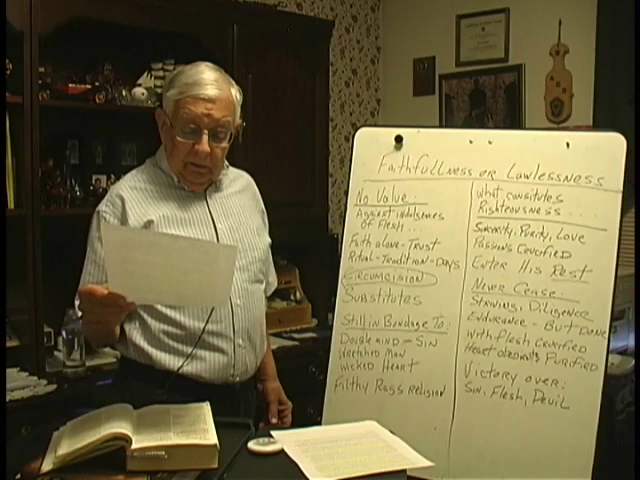 Faithfullness or Lawlessness
No Value:
Against indulgences
of Flesh...
Faith alone - Trust
Ritual - Tradition - Days
Circumcision
Substitutes
Still in Bondage To:
Double mind - Sin
Wretched Man
wicked Heart
Filthy Rags religion
What constitutes
Righteousness....
Sincerity, Purity, Love
Passions Crucified
Enter His Rest
Never Cease:...
Striving, Diligence
Endurance - But Done
with Flesh crucified
Heart Purified
Victory over:
Sin, Flesh, Devil